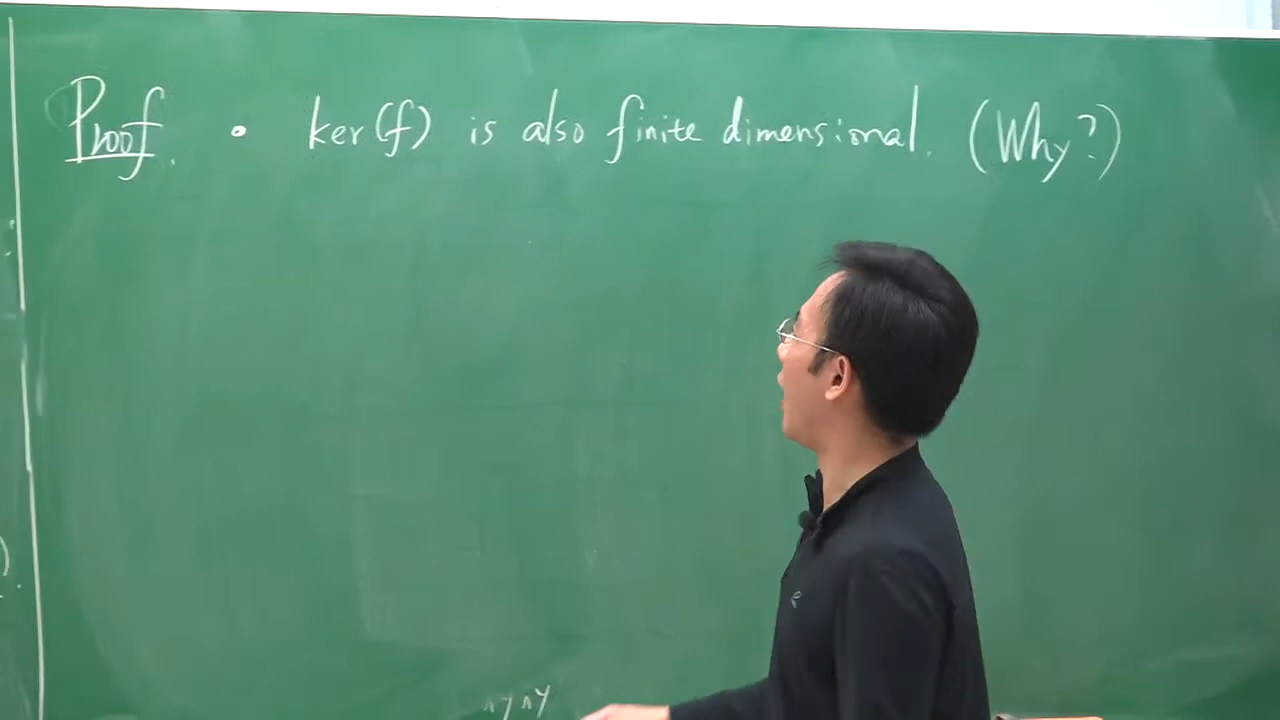 Proof. • ker(f) is also finite dimensional. (Why?)